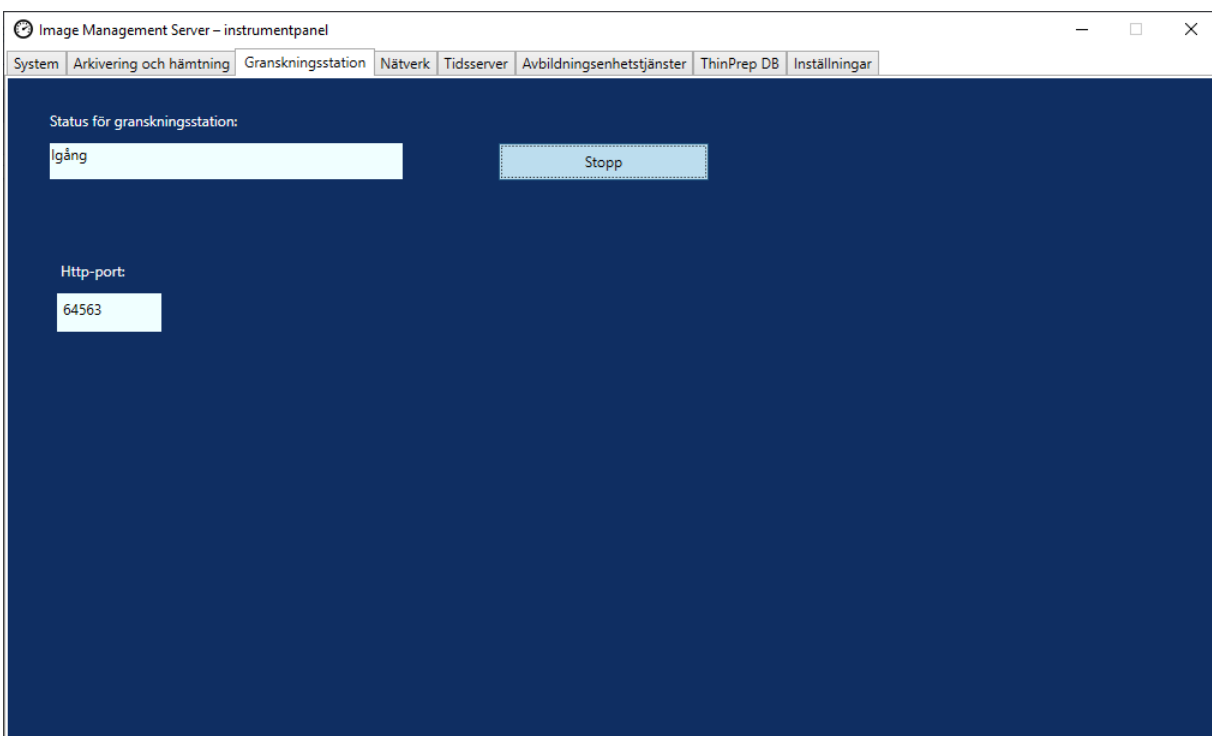 Image Management Server – instrumentpanel
System Arkivering och hämtning Granskningsstation Nätverk Tidsserver Avbildningsenhetstjänster ThinPrep DB Inställningar
Status för granskningsstation:
Igång Stopp
Http-port:
64563